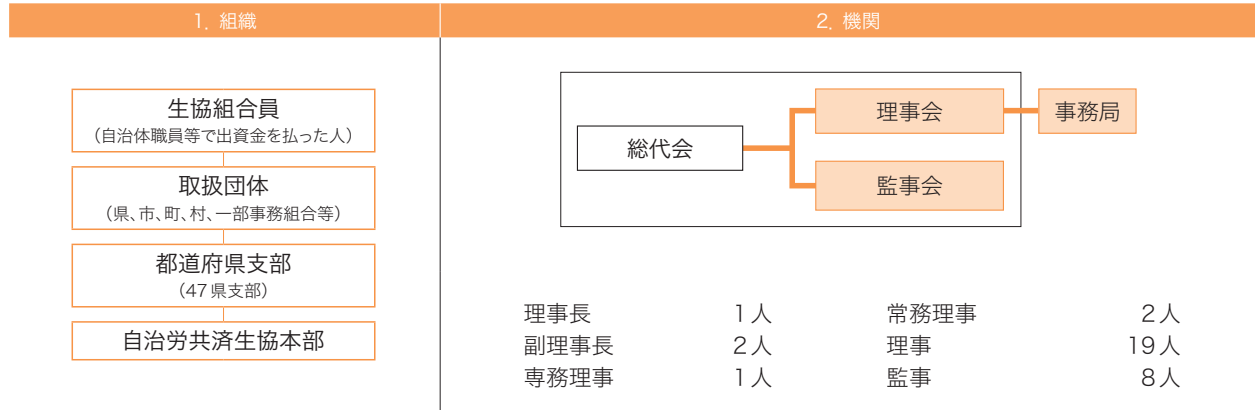 1. 組織
生協組合員
（自治体職員等で出資金を払った人）
取扱団体
（県、市、町、村、一部事務組合等）
都道府県支部
（47県支部）
自治労共済生協本部
2. 機関
総代会
理事会
監事会
事務局
理事長 1人 常務理事 2人
副理事長 2人 理事 19人
専務理事 1人 監事 8人